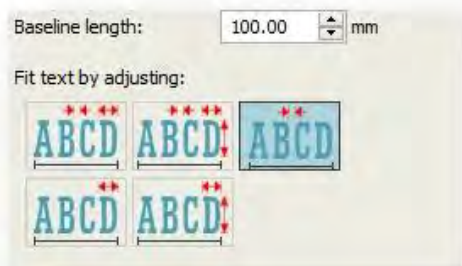 Baseline length: 100.00 mm
Fit text by adjusting:
ABCD ABCD ABCD
ABCD ABCD